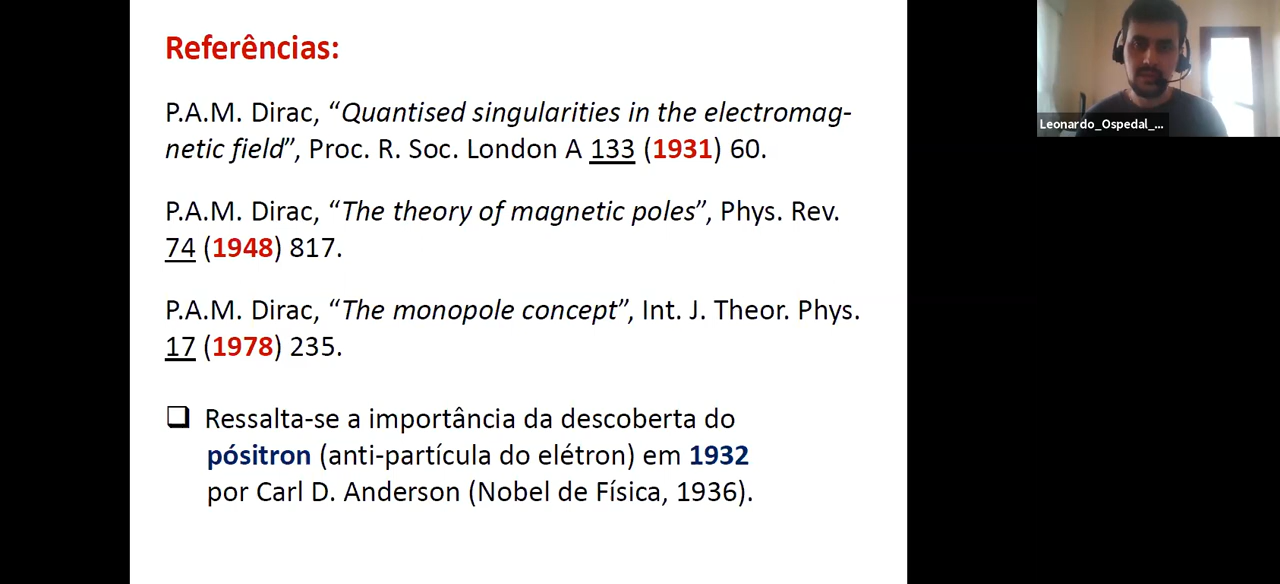 Referências:
P.A.M. Dirac, “Quantised singularities in the electromag-
netic field”, Proc. R. Soc. London A 133 (1931) 60.
P.A.M. Dirac, “The theory of magnetic poles”, Phys. Rev.
74 (1948) 817.
P.A.M. Dirac, “The monopole concept”, Int. J. Theor. Phys.
17 (1978) 235.
❑ Ressalta-se a importância da descoberta do
pósitron (anti-partícula do elétron) em 1932
por Carl D. Anderson (Nobel de Física, 1936).
Leonardo_Ospedal_...